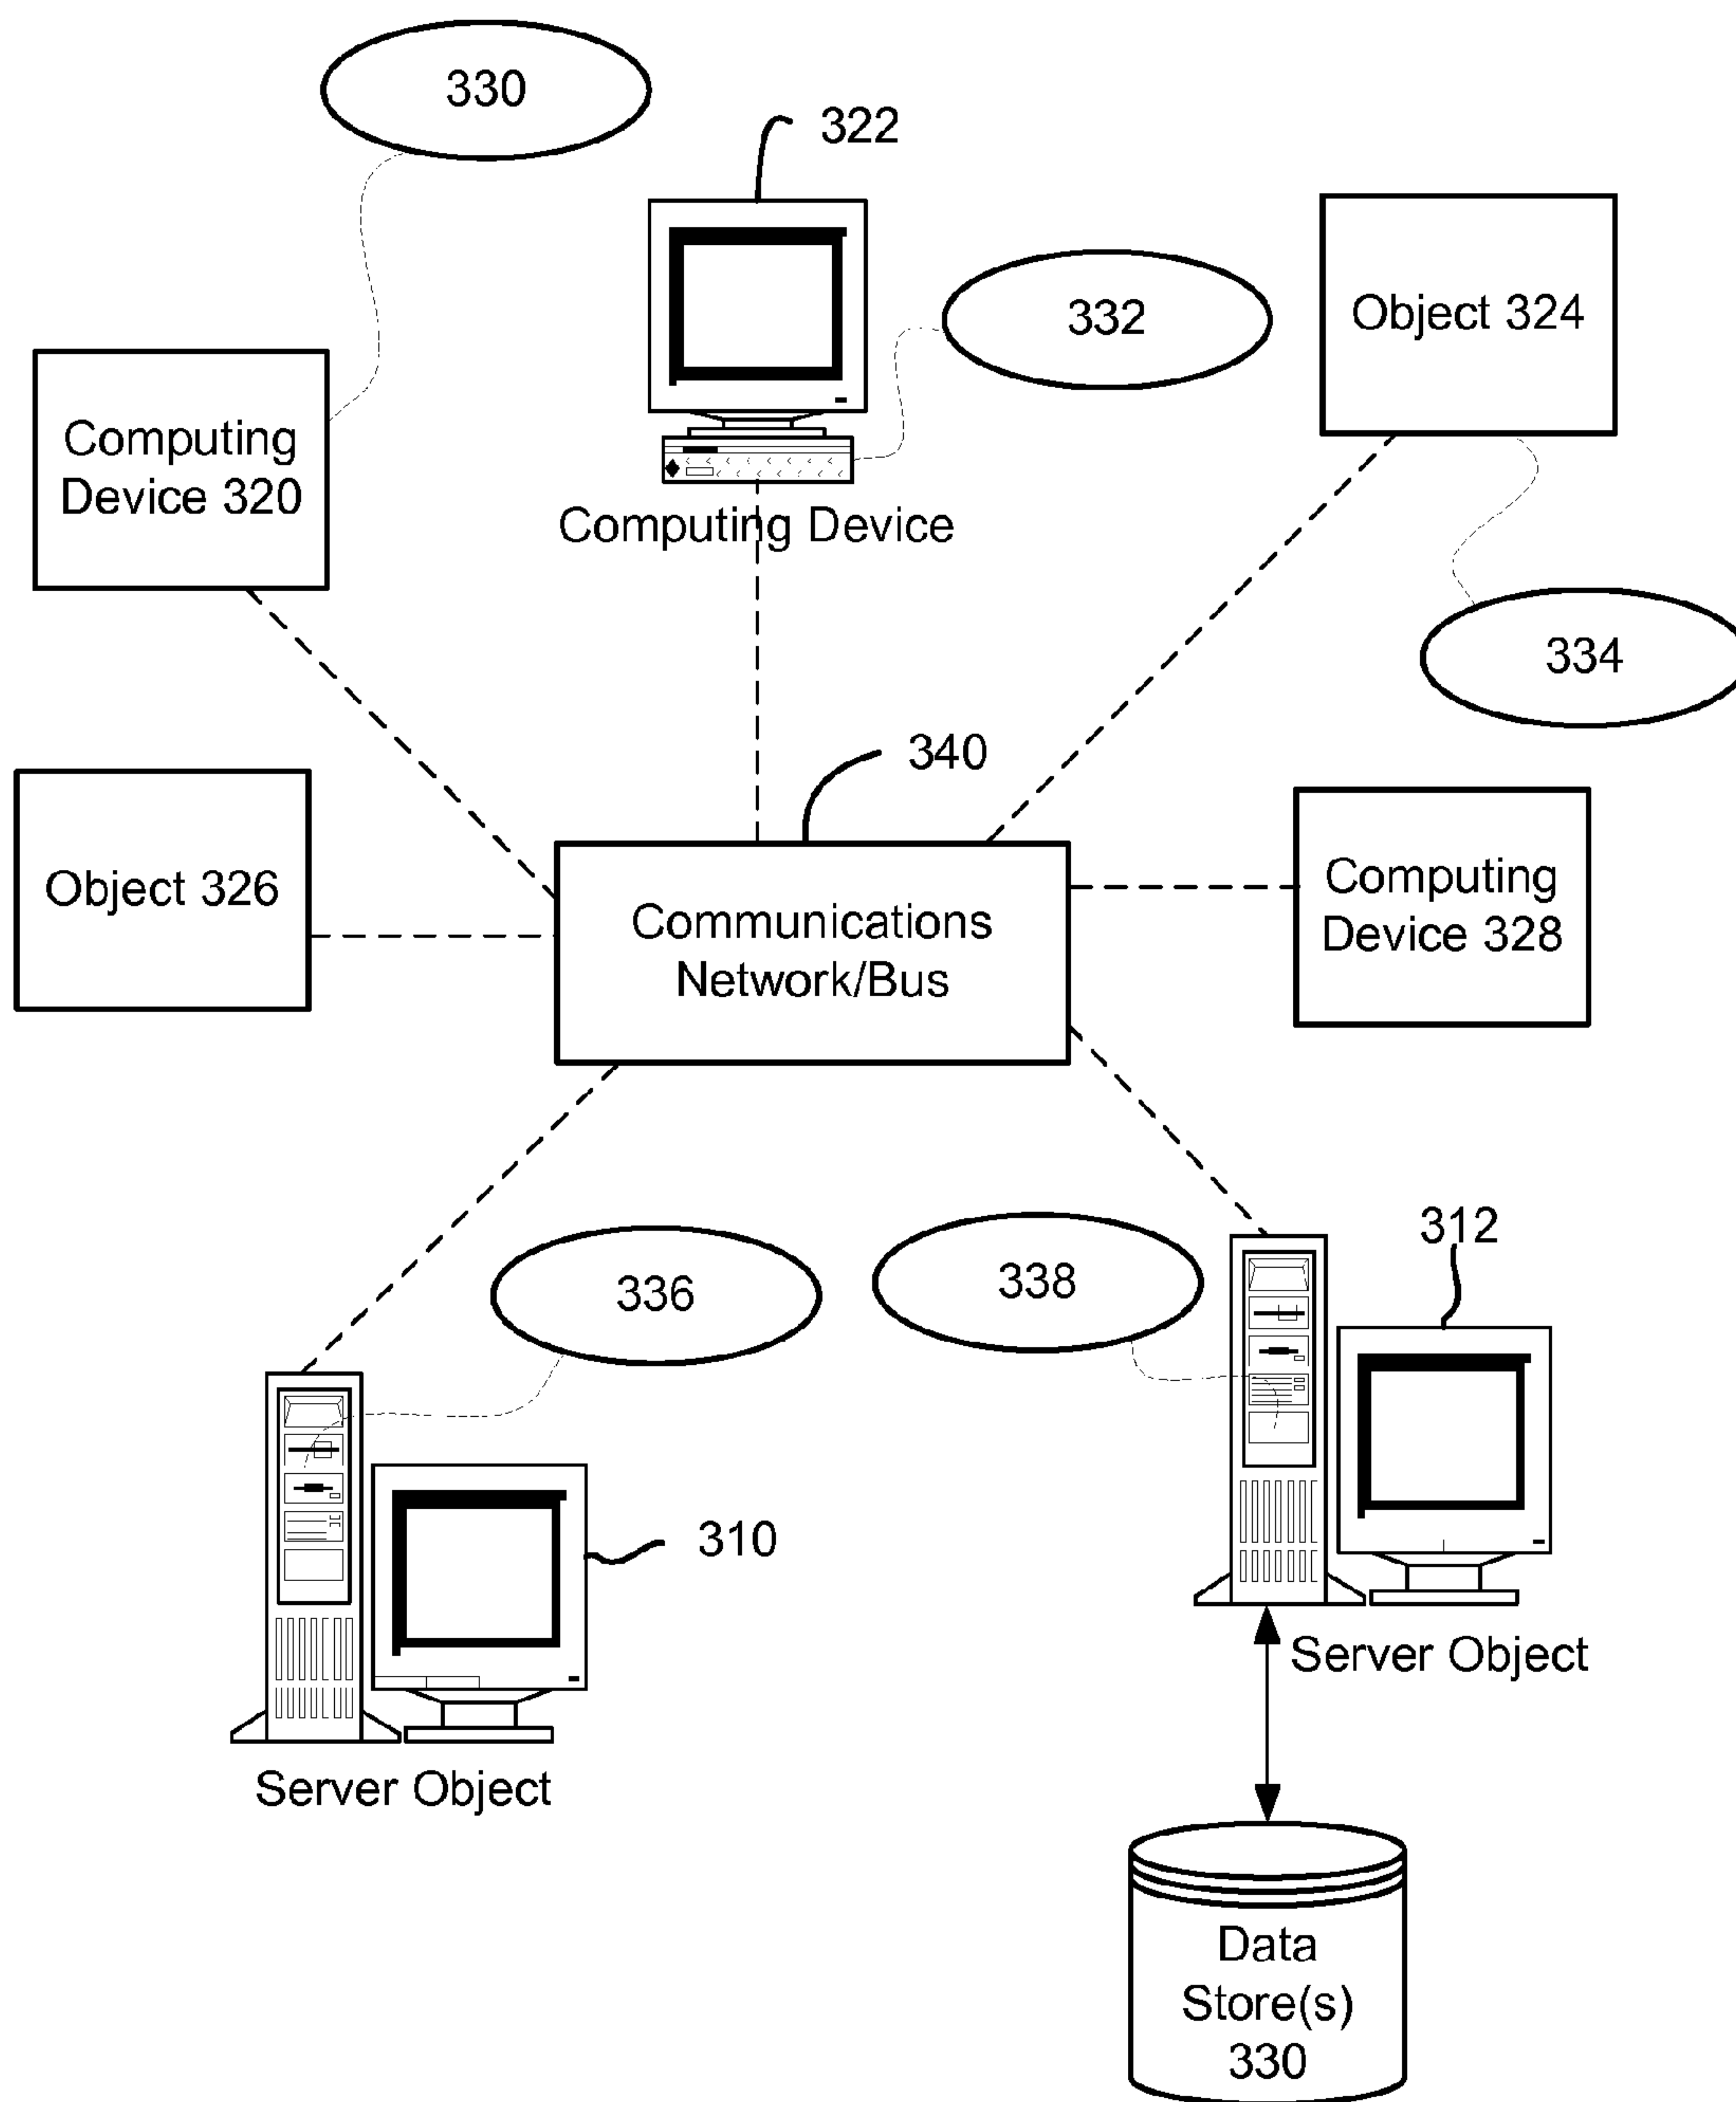 330
322
332
Object 324
Computing
Device 320
Computing Device
334
340
Object 326
Communications
Network/Bus
Computing
Device 328
336
338
312
310
Server Object
Server Object
Data
Store(s)
330